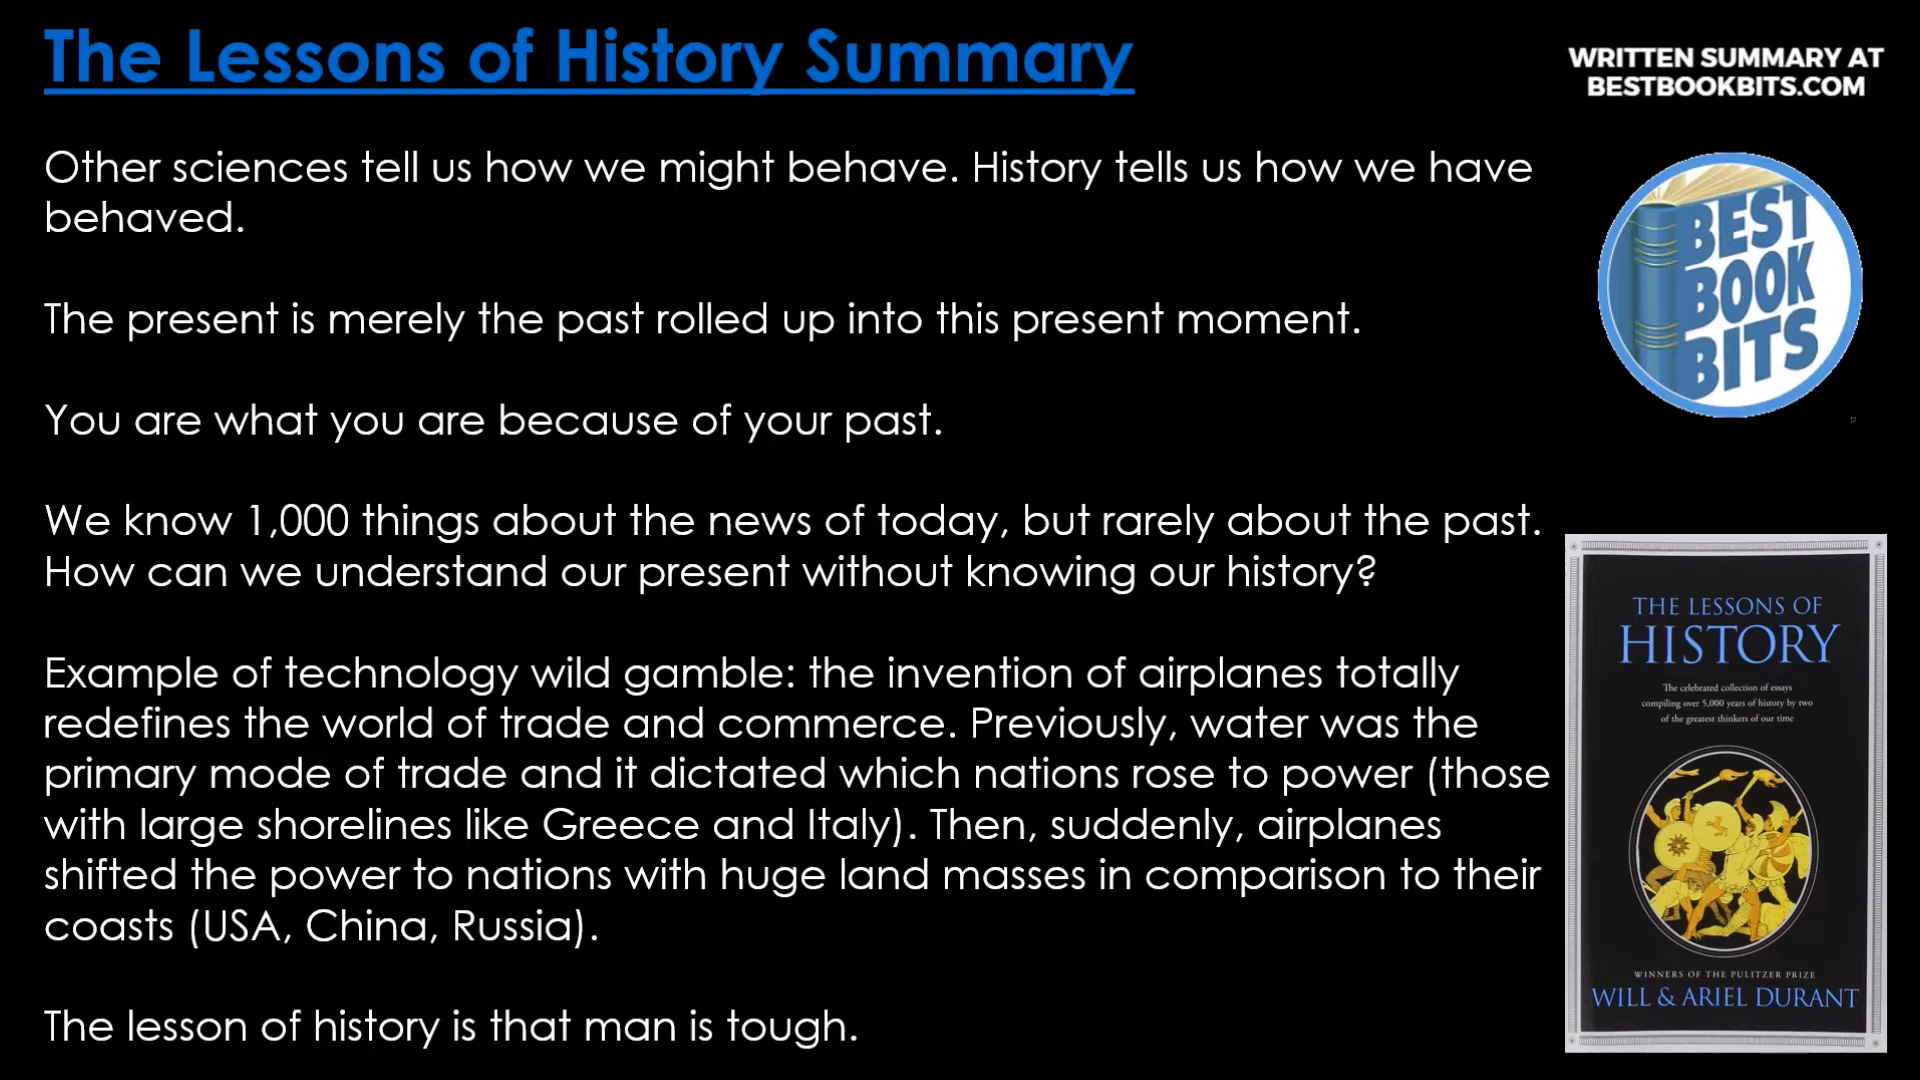 The Lessons of History Summary
WRITTEN SUMMARY AT
BESTBOOKBITS.COM
Other sciences tell us how we might behave. History tells us how we have
behaved.
The present is merely the past rolled up into this present moment.
You are what you are because of your past.
We know 1,000 things about the news of today, but rarely about the past.
How can we understand our present without knowing our history?
Example of technology wild gamble: the invention of airplanes totally
redefines the world of trade and commerce. Previously, water was the
primary mode of trade and it dictated which nations rose to power (those
with large shorelines like Greece and Italy). Then, suddenly, airplanes
shifted the power to nations with huge land masses in comparison to their
coasts (USA, China, Russia).
The lesson of history is that man is tough.
BEST
BOOK
BITS
THE LESSONS OF
HISTORY
The celebrated collection of essays
compiling over 5,000 years of history by two
of the greatest thinkers of our time
WINNERS OF THE PULITZER PRIZE
WILL & ARIEL DURANT